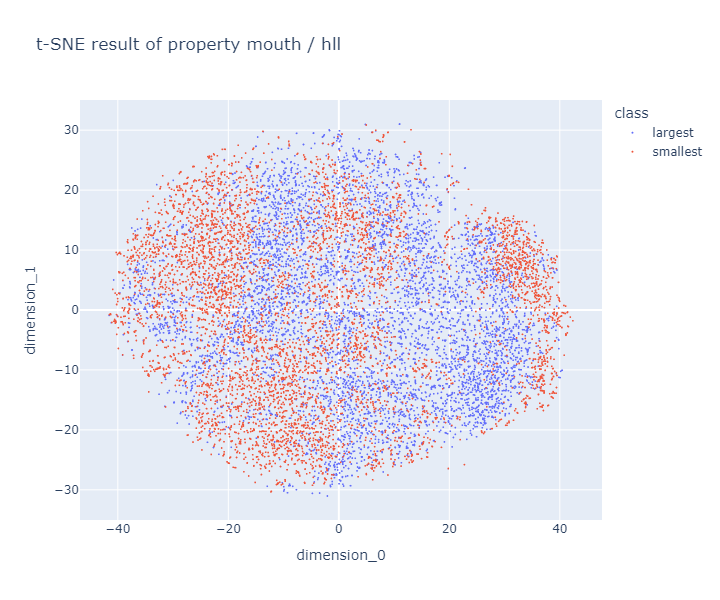 t-SNE result of property mouth / hll
class
largest
smallest
30
20
10
0
−10
−20
−30
dimension_1
−40
−20
0
20
40
dimension_0